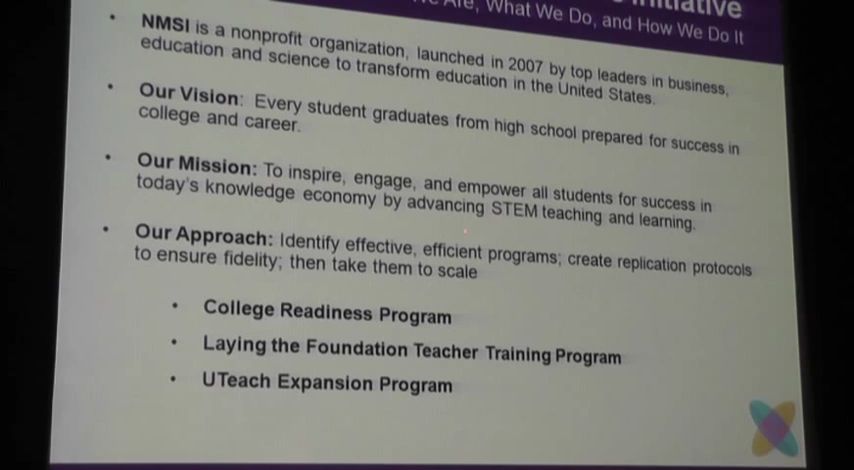 Initiative
We Are, What We Do, and How We Do It
• NMSI is a nonprofit organization, launched in 2007 by top leaders in business,
education and science to transform education in the United States.
• Our Vision: Every student graduates from high school prepared for success in
college and career.
• Our Mission: To inspire, engage, and empower all students for success in
today's knowledge economy by advancing STEM teaching and learning.
• Our Approach: Identify effective, efficient programs; create replication protocols
to ensure fidelity; then take them to scale
• College Readiness Program
• Laying the Foundation Teacher Training Program
• UTeach Expansion Program